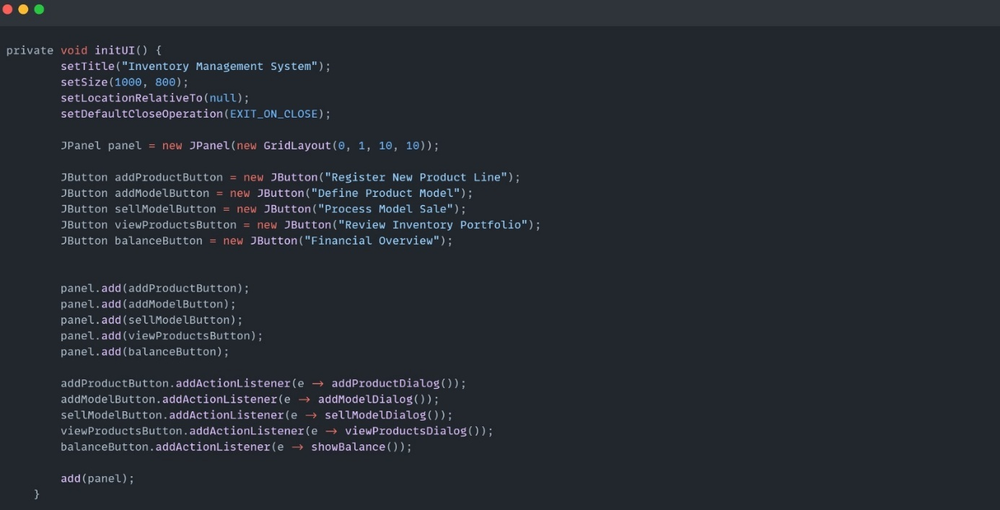 private void initUI() {
        setTitle("Inventory Management System");
        setSize(1000, 800);
        setLocationRelativeTo(null);
        setDefaultCloseOperation(EXIT_ON_CLOSE);

        JPanel panel = new JPanel(new GridLayout(0, 1, 10, 10));

        JButton addProductButton = new JButton("Register New Product Line");
        JButton addModelButton = new JButton("Define Product Model");
        JButton sellModelButton = new JButton("Process Model Sale");
        JButton viewProductsButton = new JButton("Review Inventory Portfolio");
        JButton balanceButton = new JButton("Financial Overview");


        panel.add(addProductButton);
        panel.add(addModelButton);
        panel.add(sellModelButton);
        panel.add(viewProductsButton);
        panel.add(balanceButton);

        addProductButton.addActionListener(e → addProductDialog());
        addModelButton.addActionListener(e → addModelDialog());
        sellModelButton.addActionListener(e → sellModelDialog());
        viewProductsButton.addActionListener(e → viewProductsDialog());
        balanceButton.addActionListener(e → showBalance());

        add(panel);
    }